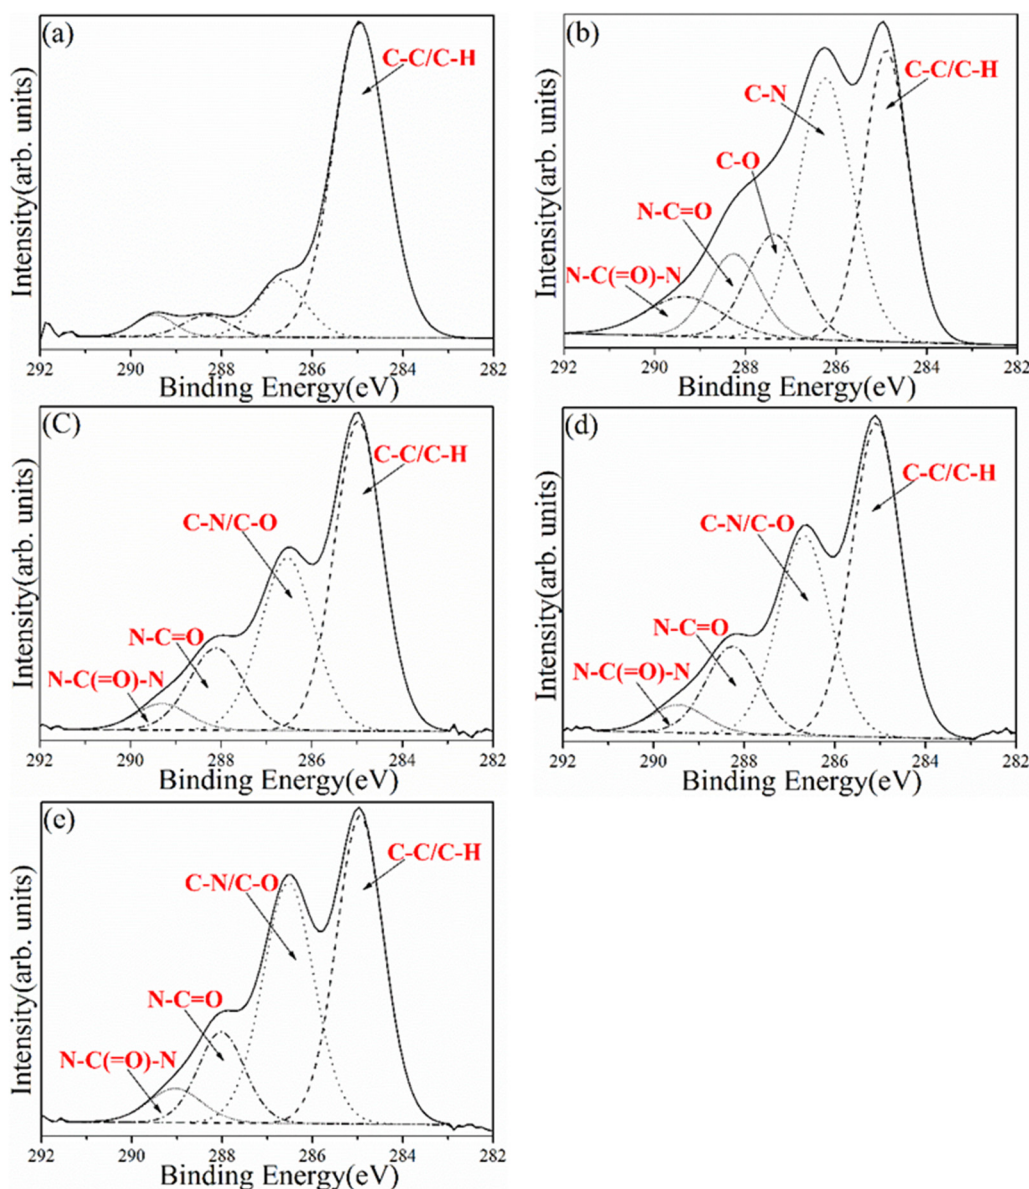 (a)
C-C/C-H
Intensity(arb. units)
292 290 288 286 284 282
Binding Energy(eV)
(b)
C-C/C-H
C-N
C-O
N-C=O
N-C(=O)-N
Intensity(arb. units)
292 290 288 286 284 282
Binding Energy(eV)
(C)
C-C/C-H
C-N/C-O
N-C=O
N-C(=O)-N
Intensity(arb. units)
292 290 288 286 284 282
Binding Energy(eV)
(d)
C-C/C-H
C-N/C-O
N-C=O
N-C(=O)-N
Intensity(arb. units)
292 290 288 286 284 282
Binding Energy(eV)
(e)
C-C/C-H
C-N/C-O
N-C=O
N-C(=O)-N
Intensity(arb. units)
292 290 288 286 284 282
Binding Energy(eV)